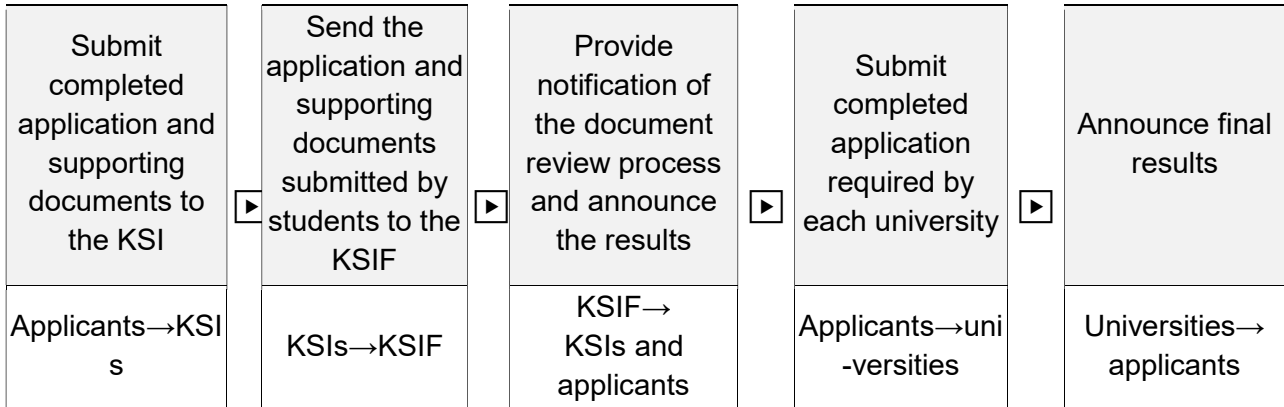 Submit
completed
application and
supporting
documents to
the KSI
Send the
application and
supporting
documents
submitted by
students to the
KSIF
Provide
notification of
the document
review process
and announce
the results
Submit
completed
application
required by
each university
Announce final
results
Applicants→KSI
s
KSIs→KSIF
KSIF→
KSIs and
applicants
Applicants→uni
-versities
Universities→
applicants